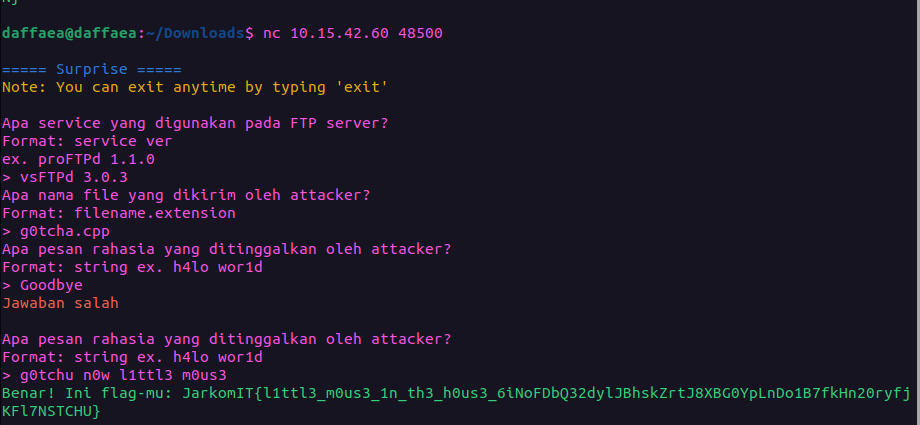 daffaea@daffaea:~/Downloads$ nc 10.15.42.60 48500
===== Surprise =====
Note: You can exit anytime by typing 'exit'
Apa service yang digunakan pada FTP server?
Format: service ver
ex. proFTPd 1.1.0
> vsFTPd 3.0.3
Apa nama file yang dikirim oleh attacker?
Format: filename.extension
> g0tcha.cpp
Apa pesan rahasia yang ditinggalkan oleh attacker?
Format: string ex. h4lo wor1d
> Goodbye
Jawaban salah
Apa pesan rahasia yang ditinggalkan oleh attacker?
Format: string ex. h4lo wor1d
> g0tchu n0w l1ttl3 m0us3
Benar! Ini flag-mu: JarkomIT{l1ttl3_m0us3_1n_th3_h0us3_6iNoFDbQ32dylJBhskZrtJ8XBG0YpLnDo1B7fkHn20ryfj
KFl7NSTCHU}